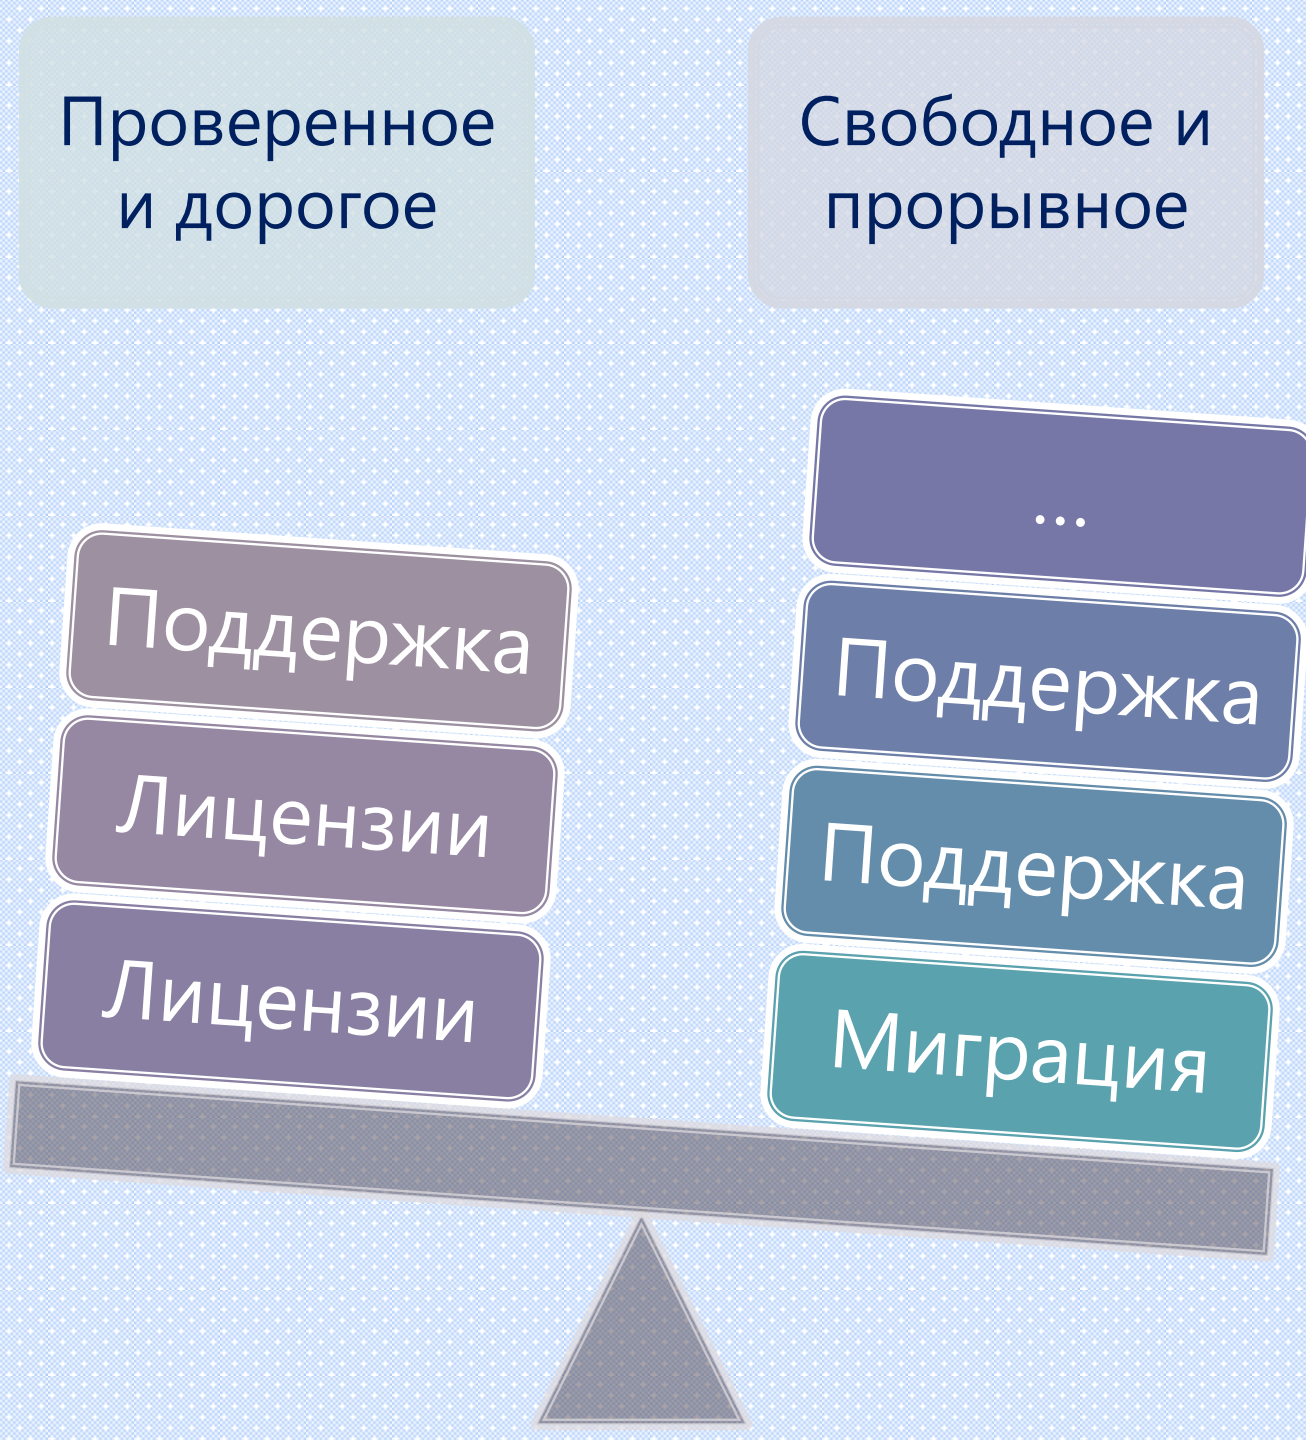 Проверенное
и дорогое
Свободное и
прорывное
Поддержка
Лицензии
Лицензии
...
Поддержка
Поддержка
Миграция